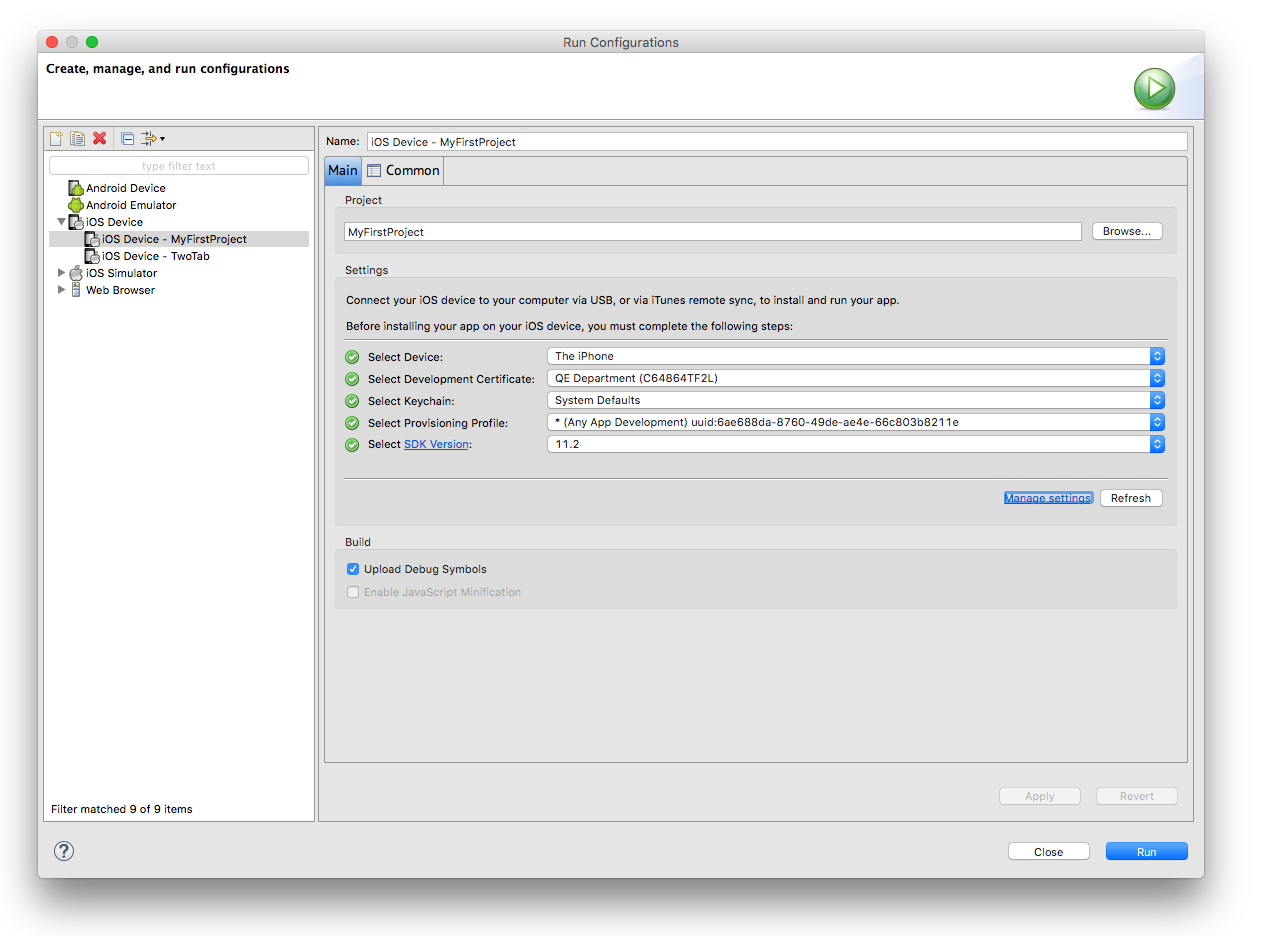 Run Configurations
Create, manage, and run configurations
type filter text
Android Device
Android Emulator
iOS Device
iOS Device - MyFirstProject
iOS Device - TwoTab
iOS Simulator
Web Browser
Filter matched 9 of 9 items
Name: iOS Device - MyFirstProject
Main Common
Project
MyFirstProject Browse...
Settings
Connect your iOS device to your computer via USB, or via iTunes remote sync, to install and run your app.
Before installing your app on your iOS device, you must complete the following steps:
Select Device: The iPhone
Select Development Certificate: QE Department (C64864TF2L)
Select Keychain: System Defaults
Select Provisioning Profile: * (Any App Development) uuid:6ae688da-8760-49de-ae4e-66c803b8211e
Select SDK Version: 11.2
Manage settings Refresh
Build
Upload Debug Symbols
Enable JavaScript Minification
Apply Revert
? Close Run